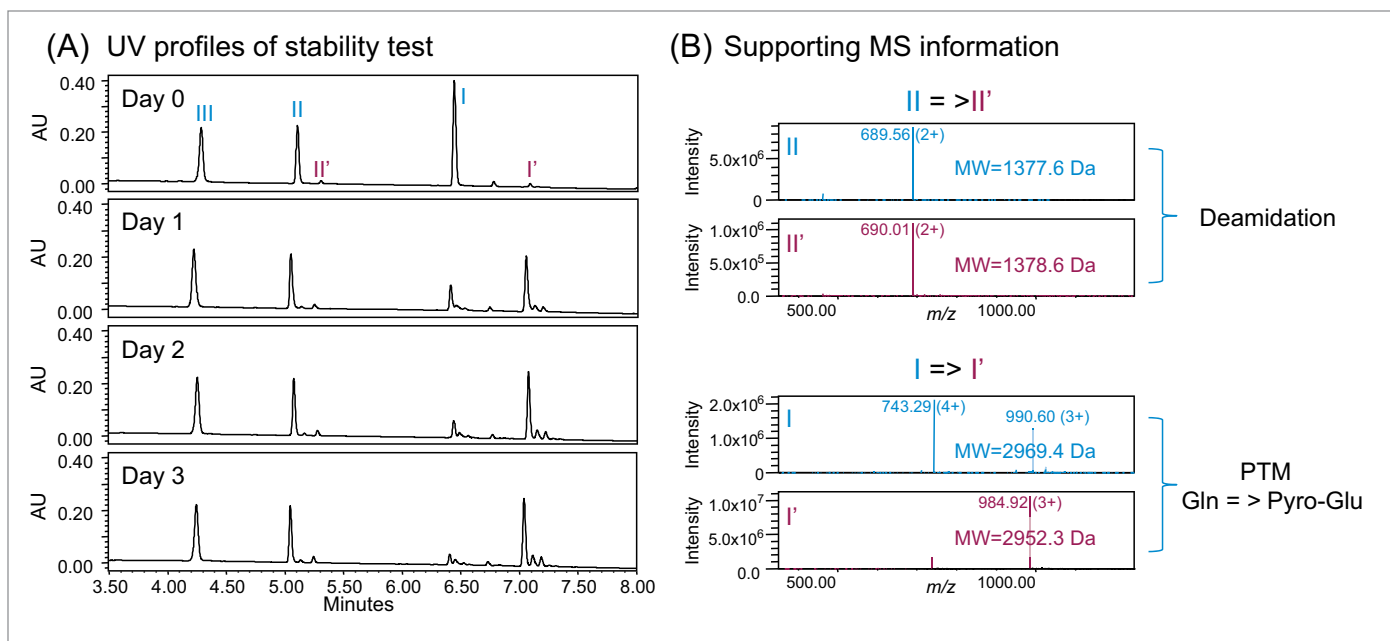 (A) UV profiles of stability test
AU
0.40
0.20
0.00
Day 0
III
II
II’
I
I’
AU
0.40
0.20
0.00
Day 1
AU
0.40
0.20
0.00
Day 2
AU
0.40
0.20
0.00
Day 3
3.50 4.00 4.50 5.00 5.50 6.00 6.50 7.00 7.50 8.00
Minutes
(B) Supporting MS information
II = >II’
Intensity
5.0x10⁶
0
II
689.56 (2+)
MW=1377.6 Da
Intensity
1.0x10⁶
5.0x10⁵
0.0
II’
690.01 (2+)
MW=1378.6 Da
500.00 m/z 1000.00
Deamidation
I => I’
Intensity
2.0x10⁶
1.0x10⁶
0
I
743.29 (4+)
990.60 (3+)
MW=2969.4 Da
Intensity
1.0x10⁷
5.0x10⁶
0.0
I’
984.92 (3+)
MW=2952.3 Da
500.00 m/z 1000.00
PTM
Gln = > Pyro-Glu